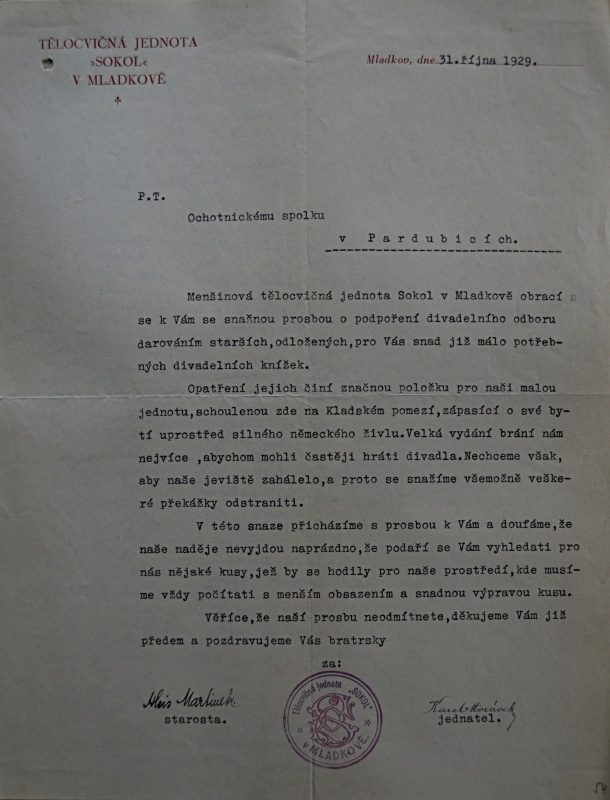 TĚLOCVIČNÁ JEDNOTA
»SOKOL«
V MLADKOVĚ
Mladkov, dne 31.října 1929.
P.T.
Ochotnickému spolku
v Pardubicích.
Menšinová tělocvičná jednota Sokol v Mladkově obrací s
se k Vám se snažnou prosbou o podpoření divadelního odboru
darováním starších,odložených,pro Vás snad již málo potřeb-
ných divadelních knížek.
Opatření jejich činí značnou položku pro naši malou
jednotu,schoulenou zde na Kladském pomezí,zápasící o své by-
tí uprostřed silného německého živlu.Velká vydání brání nám
nejvíce ,abychom mohli častěji hráti divadla.Nechceme však,
aby naše jeviště zahálelo,a proto se snažíme všemožně veške-
ré překážky odstraniti.
V této snaze přicházíme s prosbou k Vám a doufáme,že
naše naděje nevyjdou naprázdno,že podaří se Vám vyhledati pro
nás nějaké kusy,jež by se hodily pro naše prostředí,kde musí-
me vždy počítati s menším obsazením a snadnou výpravou kusu.
Věříce,že naší prosbu neodmítnete,děkujeme Vám již
předem a pozdravujeme Vás bratrsky
za:
Alois Martinek
starosta.
Tělocvičná jednota „SOKOL"
v MLADKOVĚ.
Karel
jednatel.
54